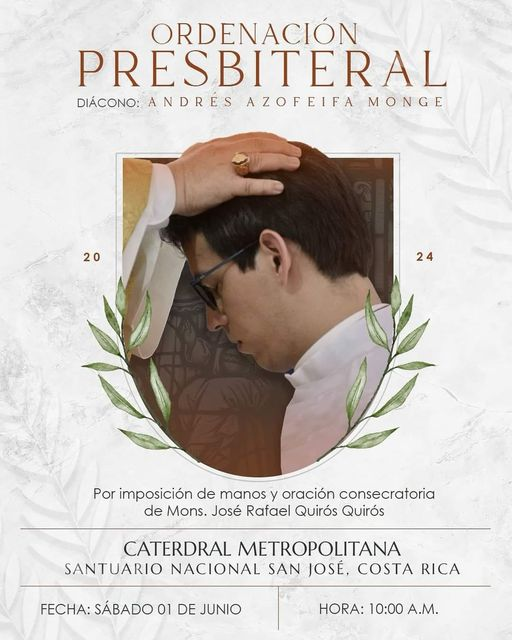 ORDENACIÓN
PRESBITERAL
DIÁCONO: ANDRÉS AZOFEIFA MONGE
20 24
Por imposición de manos y oración consecratoria
de Mons. José Rafael Quirós Quirós
CATERDRAL METROPOLITANA
SANTUARIO NACIONAL SAN JOSÉ, COSTA RICA
FECHA: SÁBADO 01 DE JUNIO HORA: 10:00 A.M.